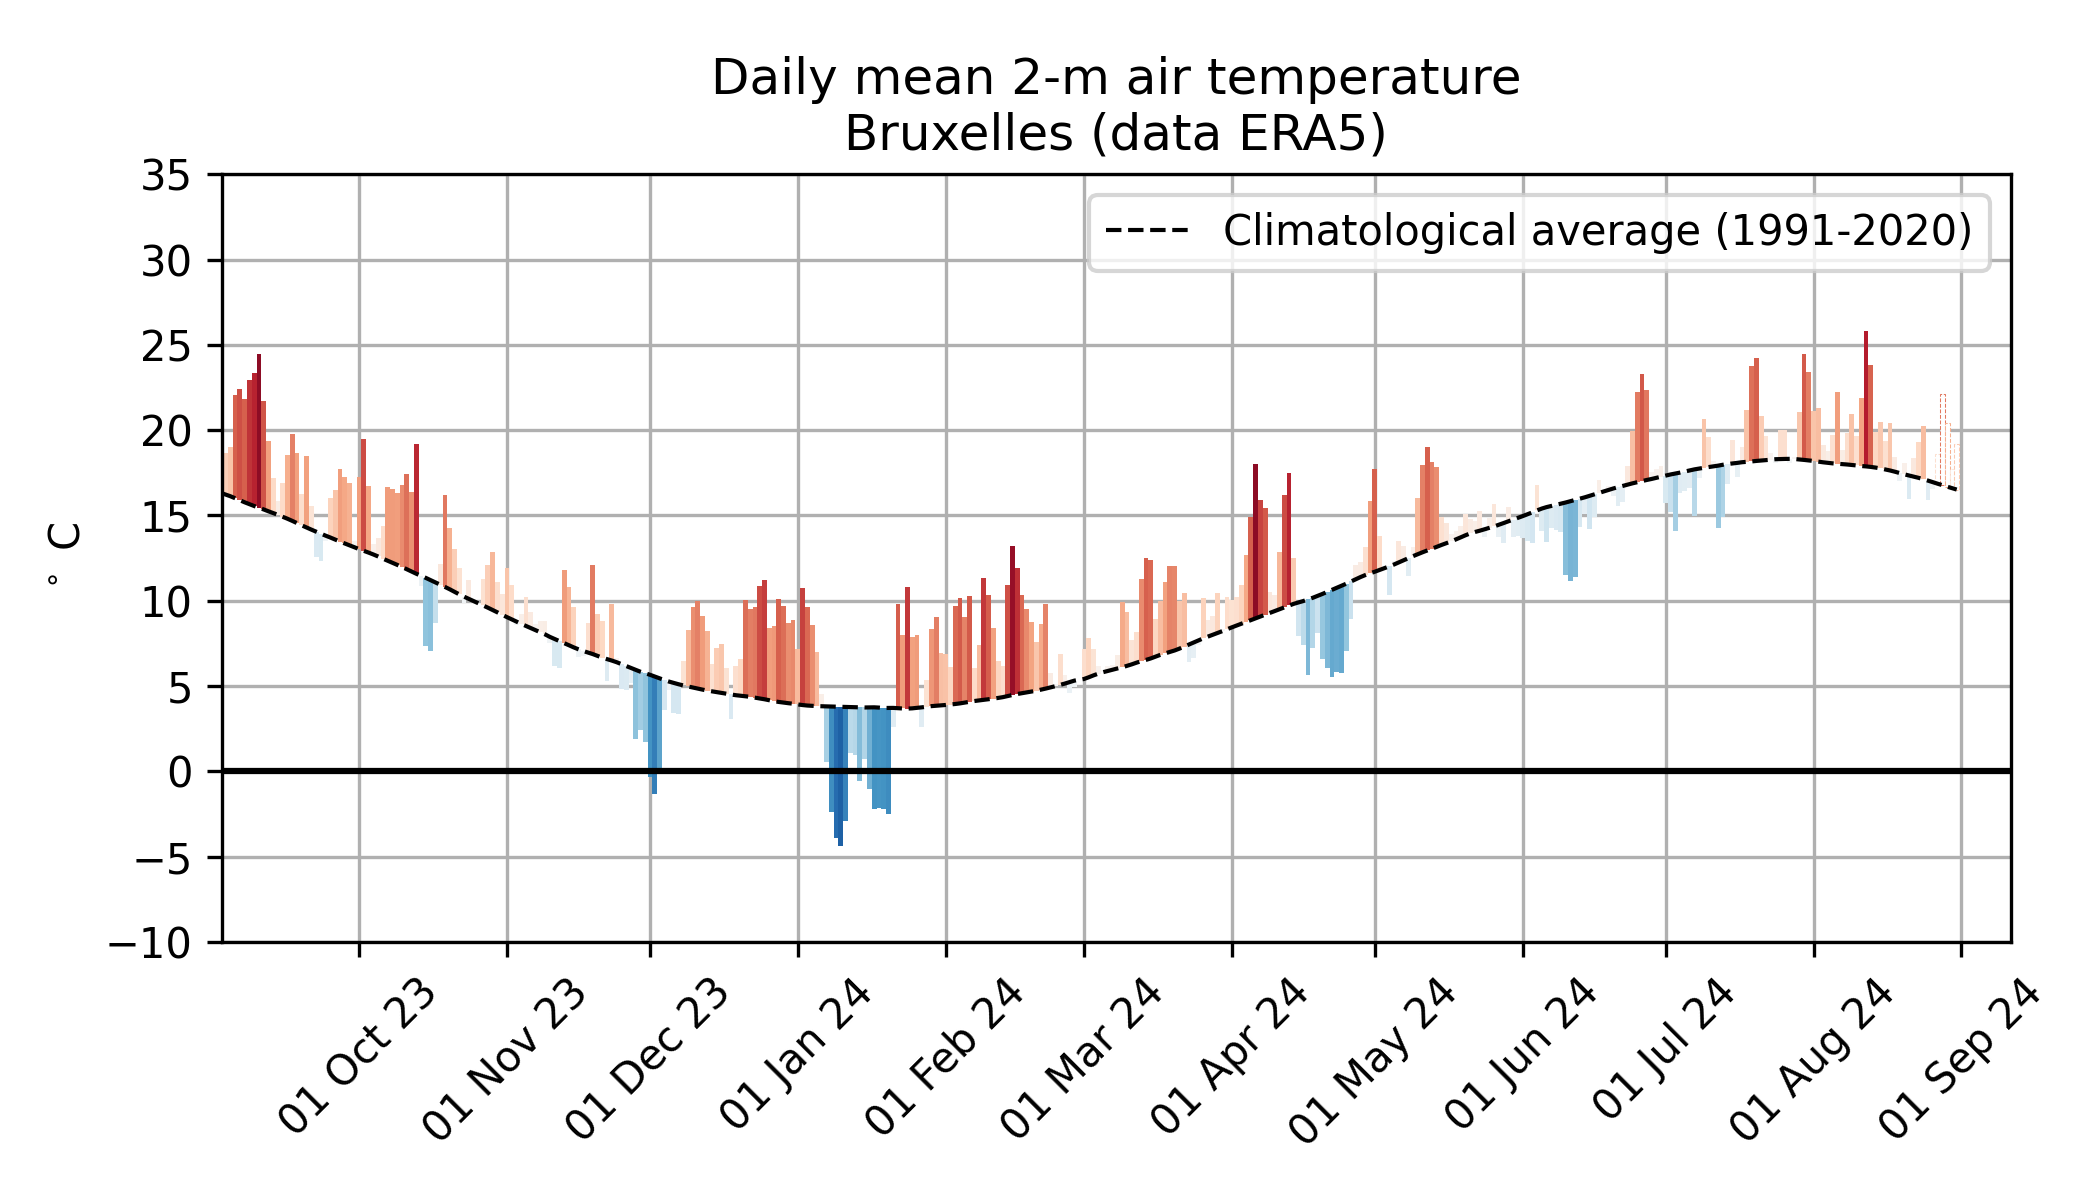 Daily mean 2-m air temperature
Bruxelles (data ERA5)
Climatological average (1991-2020)
° C
35
30
25
20
15
10
5
0
−5
−10
01 Oct 23
01 Nov 23
01 Dec 23
01 Jan 24
01 Feb 24
01 Mar 24
01 Apr 24
01 May 24
01 Jun 24
01 Jul 24
01 Aug 24
01 Sep 24